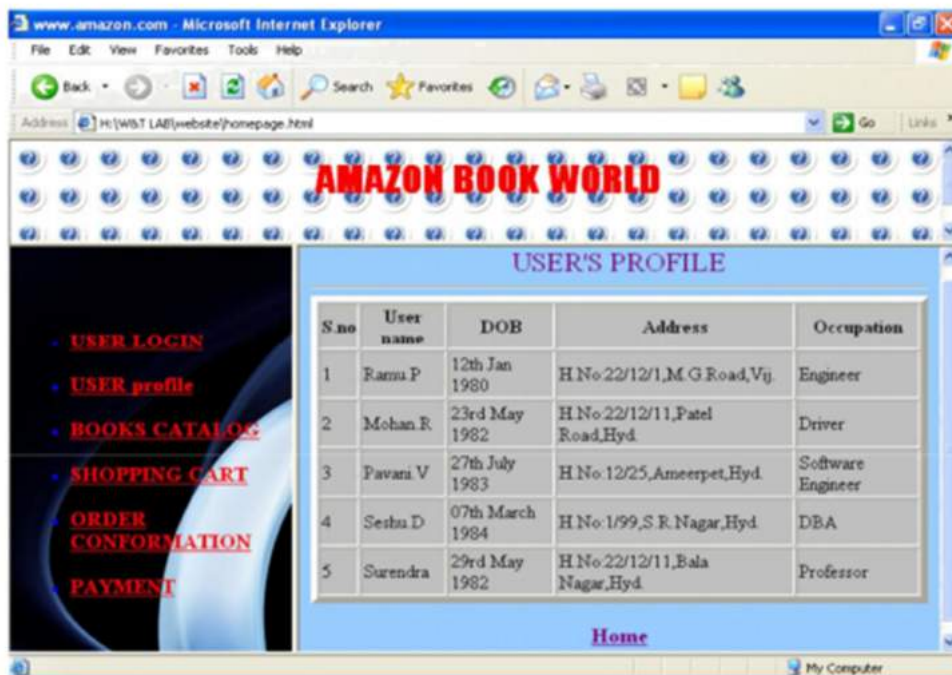 www.amazon.com - Microsoft Internet Explorer
File Edit View Favorites Tools Help
Back Search Favorites
Address H:\W&T LAB\website\homepage.html Go Links
AMAZON BOOK WORLD
USER LOGIN
USER profile
BOOKS CATALOG
SHOPPING CART
ORDER
CONFORMATION
PAYMENT
USER'S PROFILE
S.no User name DOB Address Occupation
1 Ramu.P 12th Jan 1980 H.No:22/12/1,M.G.Road,Vij. Engineer
2 Mohan.R 23rd May 1982 H.No:22/12/11,Patel Road,Hyd. Driver
3 Pavani.V 27th July 1983 H.No:12/25,Ameerpet,Hyd. Software Engineer
4 Seshu.D 07th March 1984 H.No:1/99,S.R.Nagar,Hyd. DBA
5 Surendra 29rd May 1982 H.No:22/12/11,Bala Nagar,Hyd. Professor
Home
My Computer